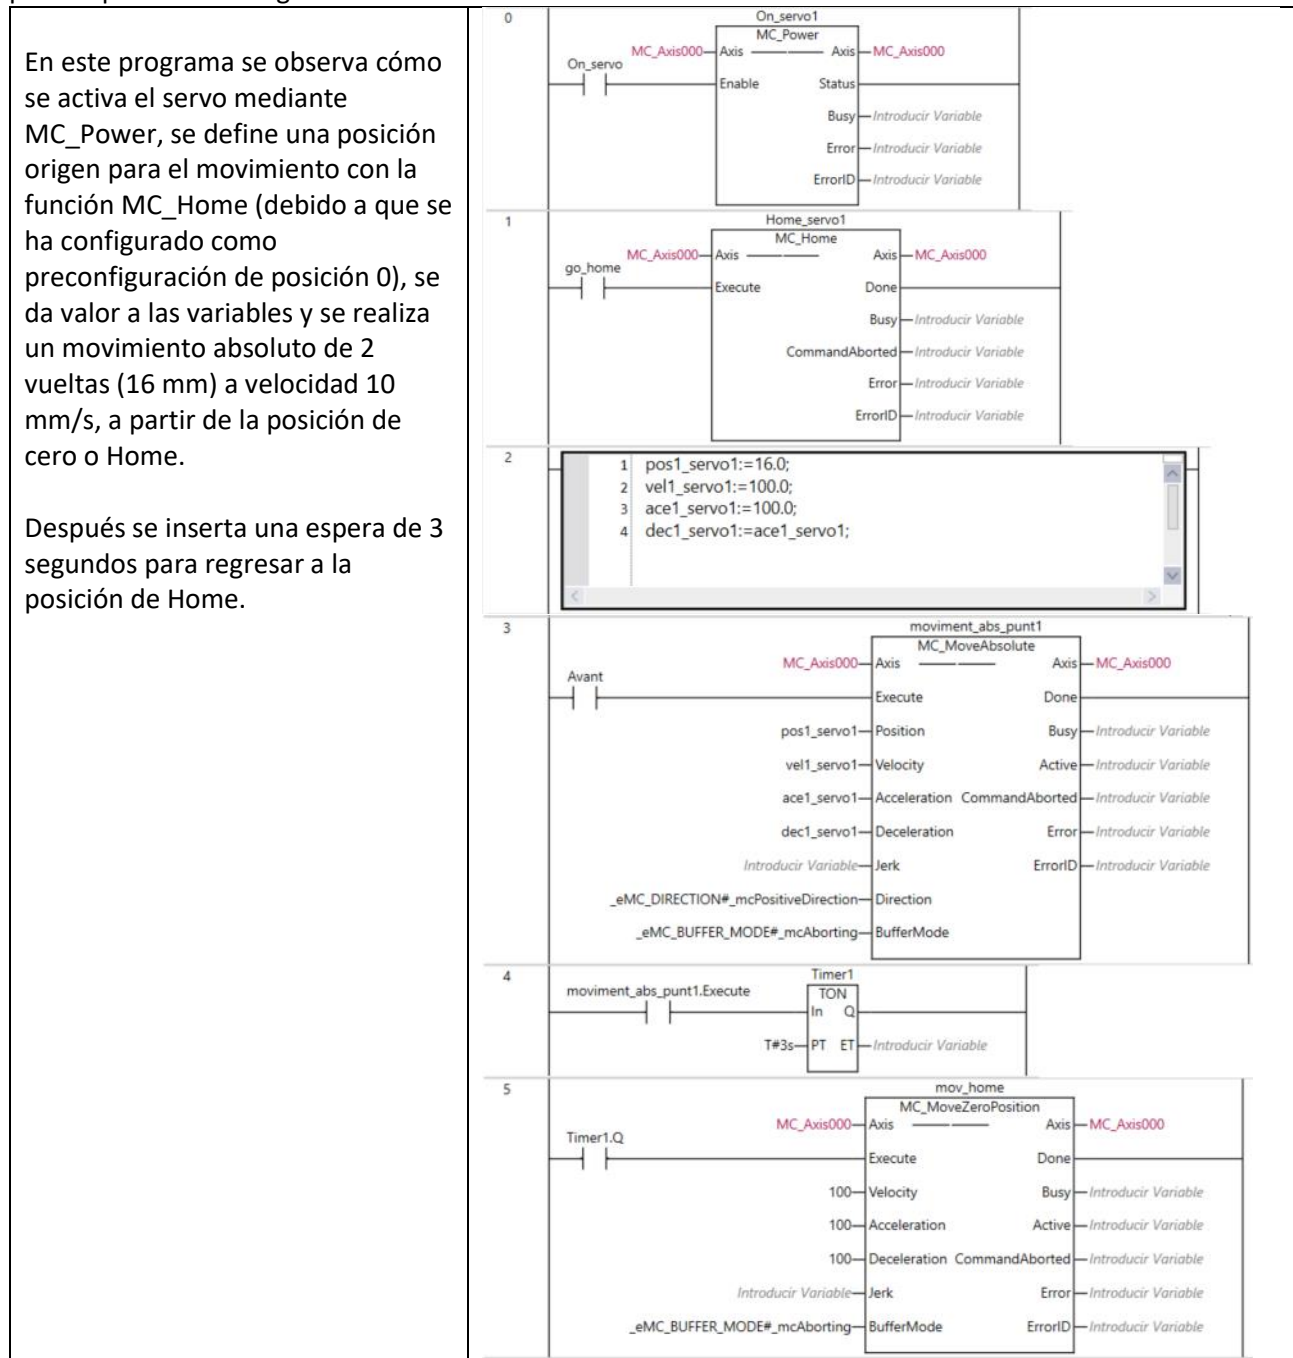 En este programa se observa cómo
se activa el servo mediante
MC_Power, se define una posición
origen para el movimiento con la
función MC_Home (debido a que se
ha configurado como
preconfiguración de posición 0), se
da valor a las variables y se realiza
un movimiento absoluto de 2
vueltas (16 mm) a velocidad 10
mm/s, a partir de la posición de
cero o Home.
Después se inserta una espera de 3
segundos para regresar a la
posición de Home.
0
On_servo1
MC_Power
MC_Axis000 Axis Axis MC_Axis000
On_servo
Enable Status
Busy Introducir Variable
Error Introducir Variable
ErrorID Introducir Variable
1
Home_servo1
MC_Home
MC_Axis000 Axis Axis MC_Axis000
go_home
Execute Done
Busy Introducir Variable
CommandAborted Introducir Variable
Error Introducir Variable
ErrorID Introducir Variable
2
1 pos1_servo1:=16.0;
2 vel1_servo1:=100.0;
3 ace1_servo1:=100.0;
4 dec1_servo1:=ace1_servo1;
3
moviment_abs_punt1
MC_MoveAbsolute
MC_Axis000 Axis Axis MC_Axis000
Avant
Execute Done
pos1_servo1 Position Busy Introducir Variable
vel1_servo1 Velocity Active Introducir Variable
ace1_servo1 Acceleration CommandAborted Introducir Variable
dec1_servo1 Deceleration Error Introducir Variable
Introducir Variable Jerk ErrorID Introducir Variable
_eMC_DIRECTION#_mcPositiveDirection Direction
_eMC_BUFFER_MODE#_mcAborting BufferMode
4
Timer1
moviment_abs_punt1.Execute TON
In Q
T#3s PT ET Introducir Variable
5
mov_home
MC_MoveZeroPosition
MC_Axis000 Axis Axis MC_Axis000
Timer1.Q
Execute Done
100 Velocity Busy Introducir Variable
100 Acceleration Active Introducir Variable
100 Deceleration CommandAborted Introducir Variable
Introducir Variable Jerk Error Introducir Variable
_eMC_BUFFER_MODE#_mcAborting BufferMode ErrorID Introducir Variable